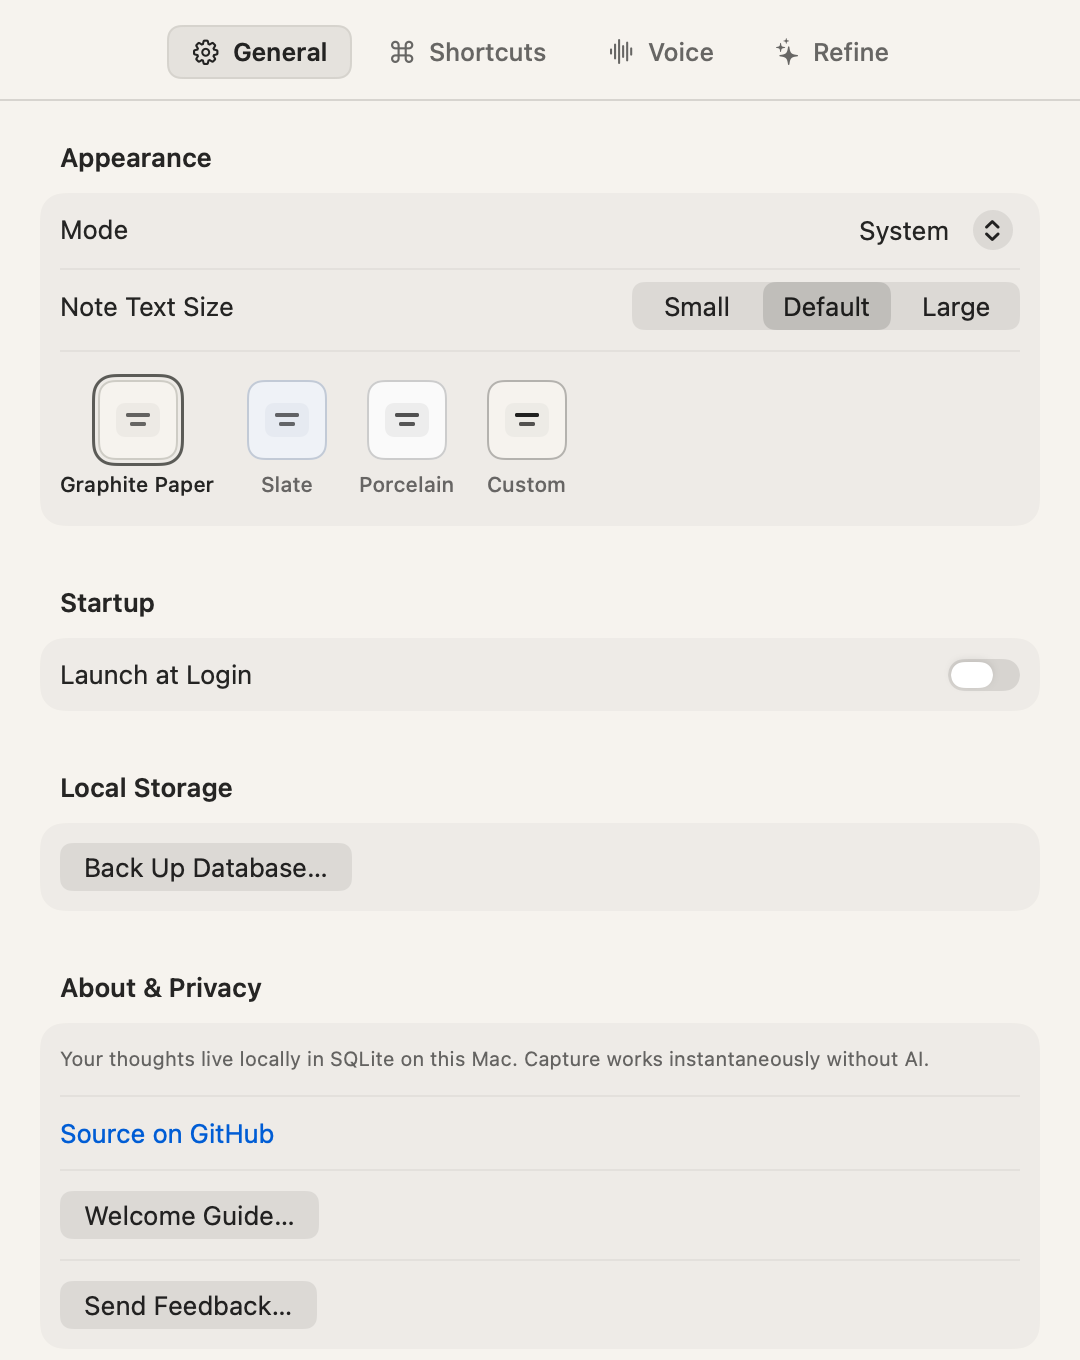 General
Shortcuts
Voice
Refine
Appearance
Mode
System
Note Text Size
Small
Default
Large
Graphite Paper
Slate
Porcelain
Custom
Startup
Launch at Login
Local Storage
Back Up Database...
About & Privacy
Your thoughts live locally in SQLite on this Mac. Capture works instantaneously without AI.
Source on GitHub
Welcome Guide...
Send Feedback...